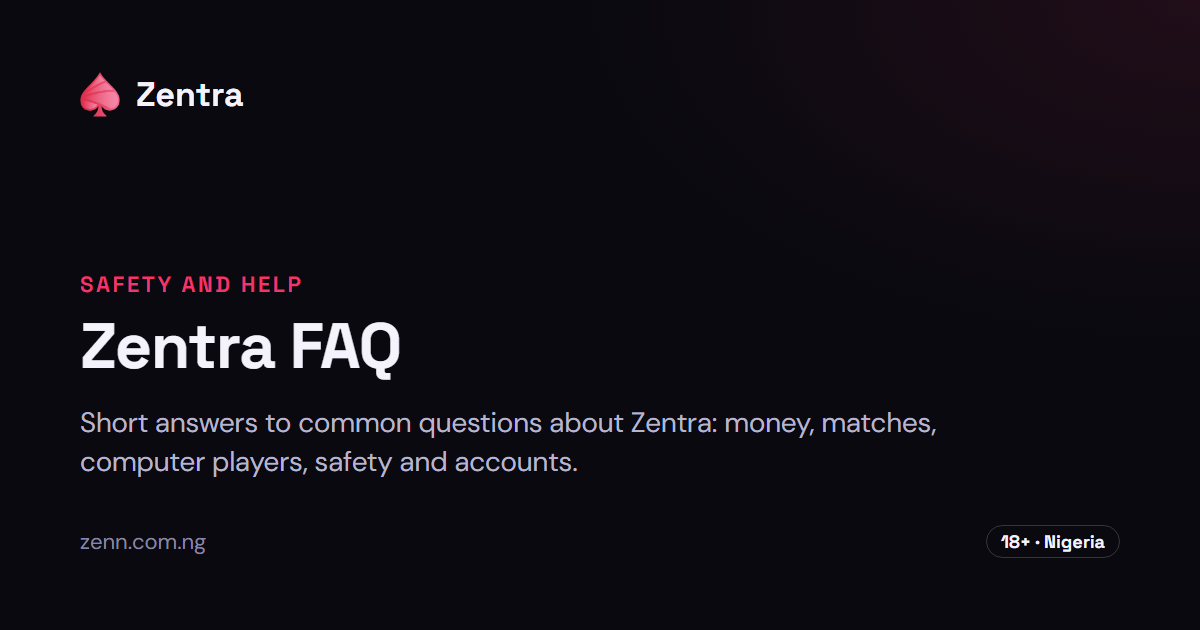 Zentra
SAFETY AND HELP
Zentra FAQ
Short answers to common questions about Zentra: money, matches,
computer players, safety and accounts.
zenn.com.ng
18+ · Nigeria